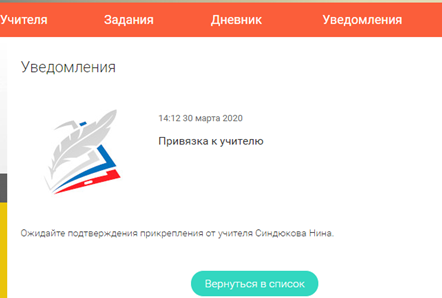 Учителя Задания Дневник Уведомления
Уведомления
14:12 30 марта 2020
Привязка к учителю
Ожидайте подтверждения прикрепления от учителя Синдюкова Нина.
Вернуться в список